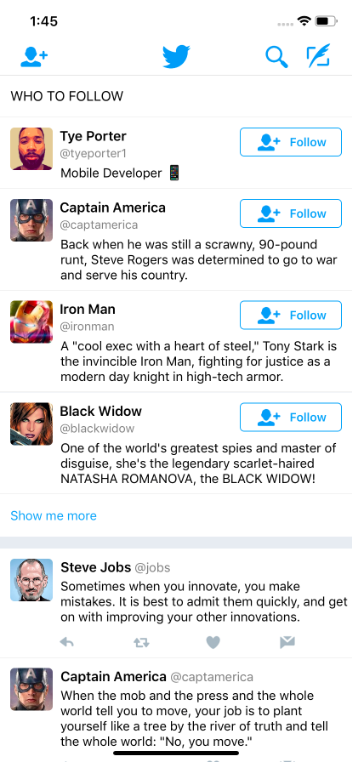 1:45
WHO TO FOLLOW
Tye Porter
@tyeporter1
Follow
Mobile Developer 📱
Captain America
@captamerica
Follow
Back when he was still a scrawny, 90-pound
runt, Steve Rogers was determined to go to war
and serve his country.
Iron Man
@ironman
Follow
A "cool exec with a heart of steel," Tony Stark is
the invincible Iron Man, fighting for justice as a
modern day knight in high-tech armor.
Black Widow
@blackwidow
Follow
One of the world's greatest spies and master of
disguise, she's the legendary scarlet-haired
NATASHA ROMANOVA, the BLACK WIDOW!
Show me more
Steve Jobs @jobs
Sometimes when you innovate, you make
mistakes. It is best to admit them quickly, and get
on with improving your other innovations.
Captain America @captamerica
When the mob and the press and the whole
world tell you to move, your job is to plant
yourself like a tree by the river of truth and tell
the whole world: "No, you move."